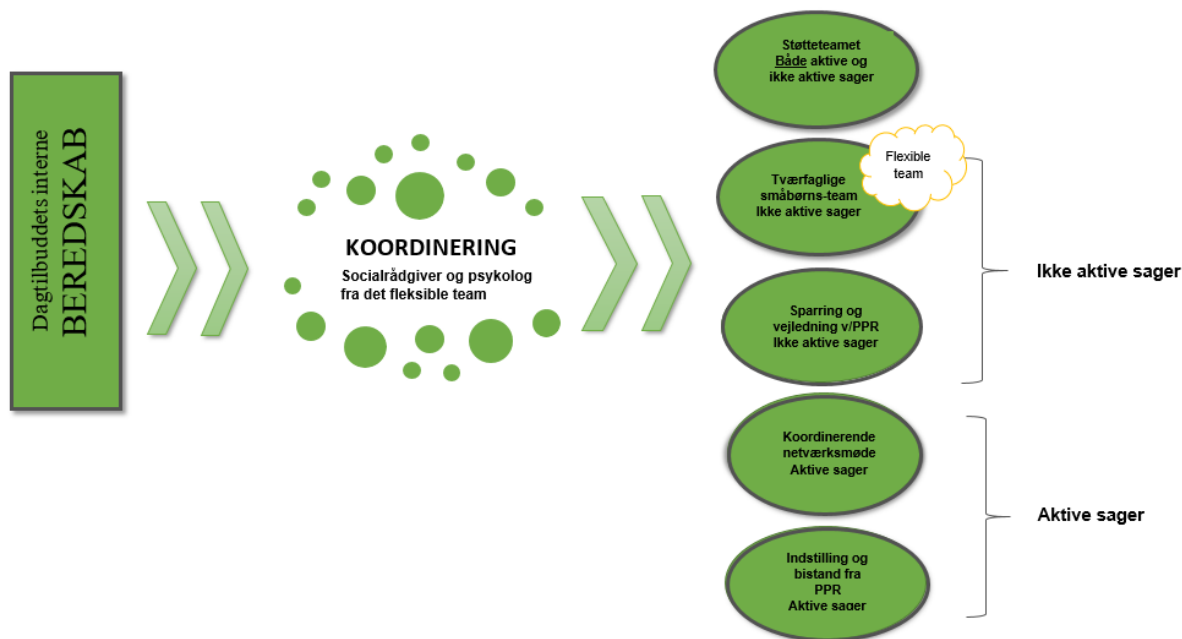 Dagtilbuddets interne
BEREDSKAB
KOORDINERING
Socialrådgiver og psykolog
fra det fleksible team
Støtteteamet
Både aktive og
ikke aktive sager
Flexible
team
Tværfaglige
småbørns-team
Ikke aktive sager
Sparring og
vejledning v/PPR
Ikke aktive sager
Ikke aktive sager
Koordinerende
netværksmøde
Aktive sager
Indstilling og
bistand fra
PPR
Aktive sager
Aktive sager